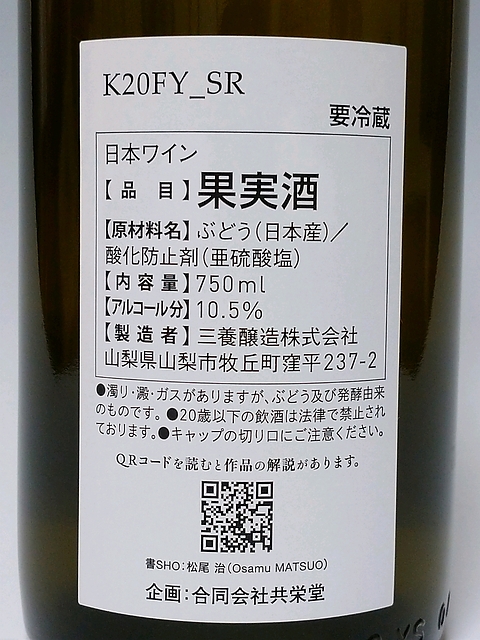 K20FY_SR
要冷蔵
日本ワイン
【品 目】果実酒
【原材料名】ぶどう(日本産)／
酸化防止剤(亜硫酸塩)
【内容量】750ml
【アルコール分】10.5%
【製造者】三養醸造株式会社
山梨県山梨市牧丘町窪平237-2
●濁り・澱・ガスがありますが、ぶどう及び発酵由来
のものです。●20歳以下の飲酒は法律で禁止され
ております。●キャップの切り口にご注意ください。
QRコードを読むと作品の解説があります。
書SHO:松尾 治(Osamu MATSUO)
企画:合同会社共栄堂